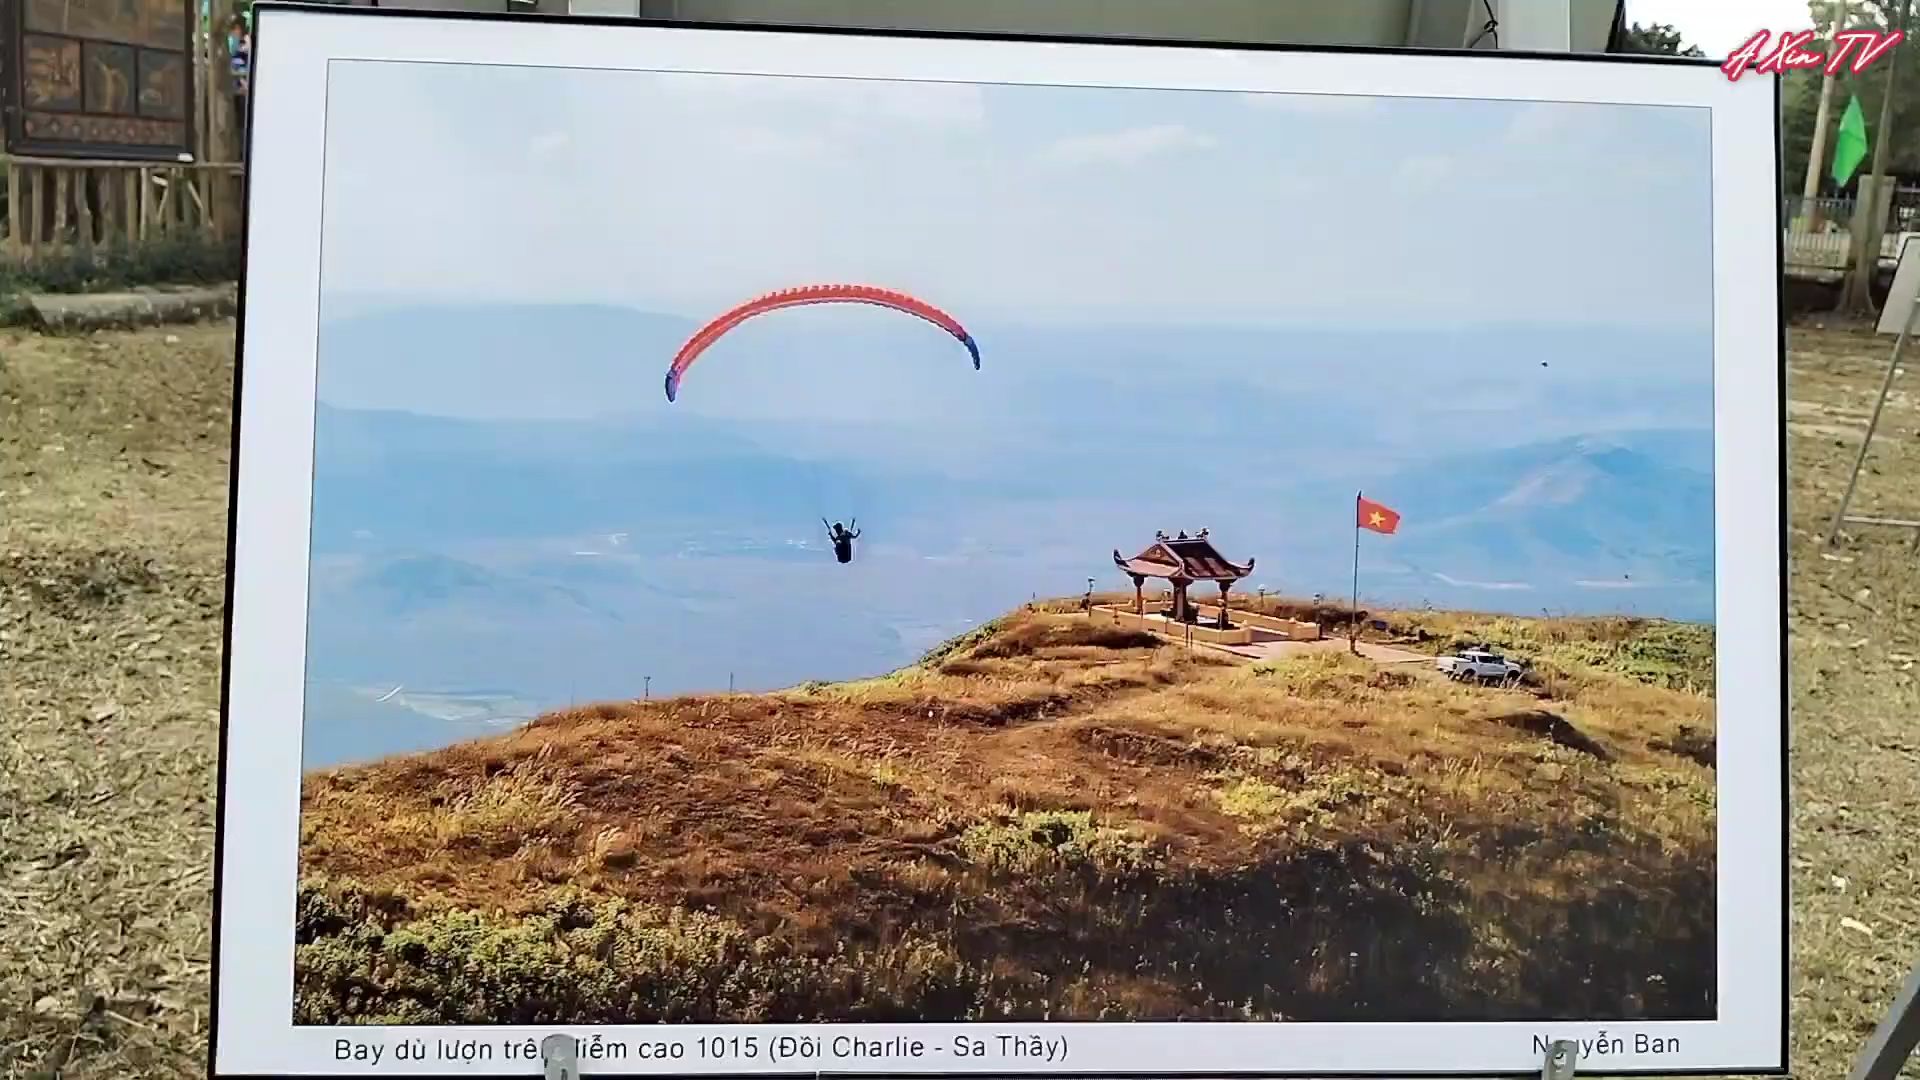 A Xin TV
Bay dù lượn trên điểm cao 1015 (Đồi Charlie - Sa Thầy)
Nguyễn Ban